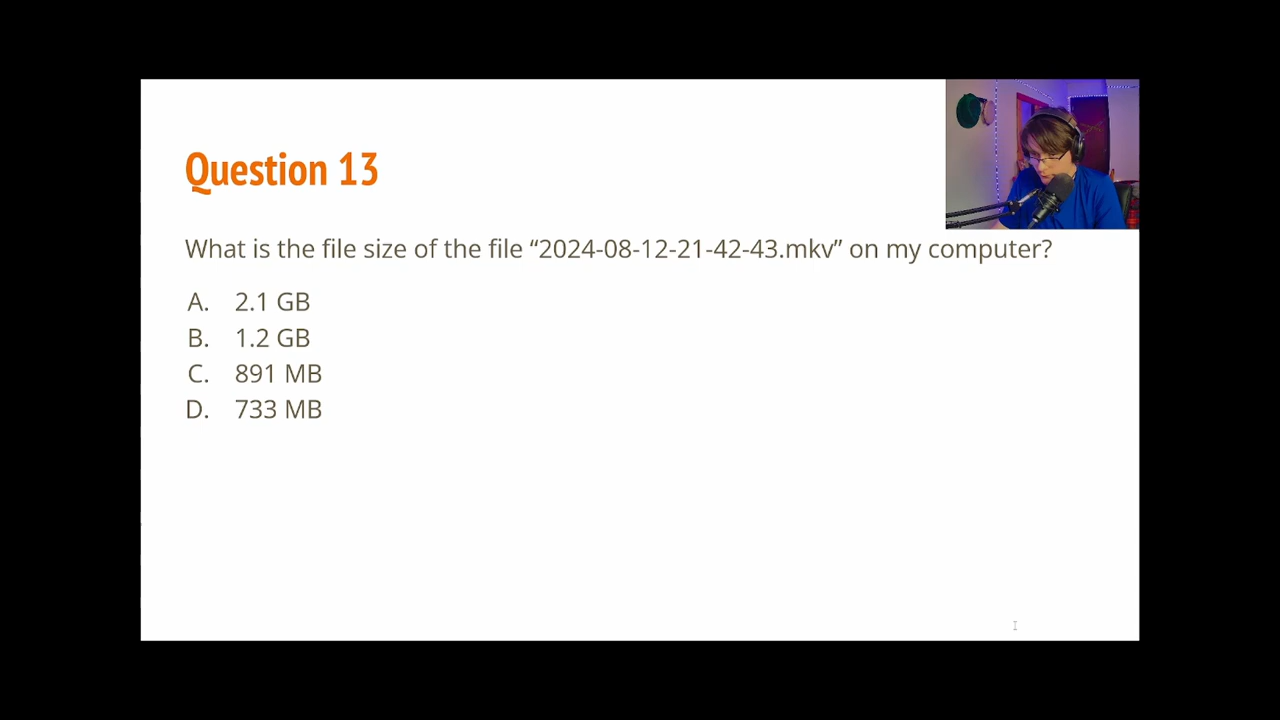 Question 13
What is the file size of the file “2024-08-12-21-42-43.mkv” on my computer?
A. 2.1 GB
B. 1.2 GB
C. 891 MB
D. 733 MB